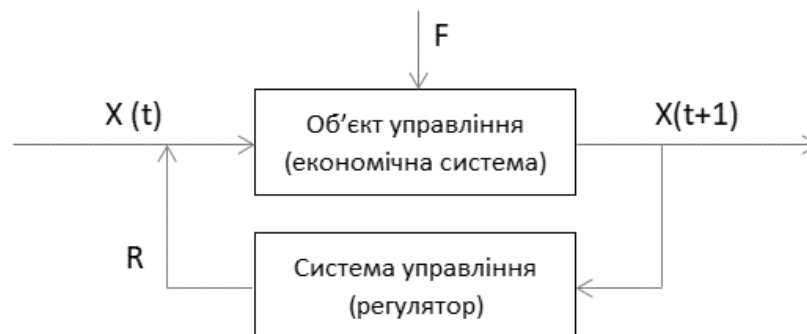 F
X (t)
Об’єкт управління
(економічна система)
X(t+1)
R
Система управління
(регулятор)